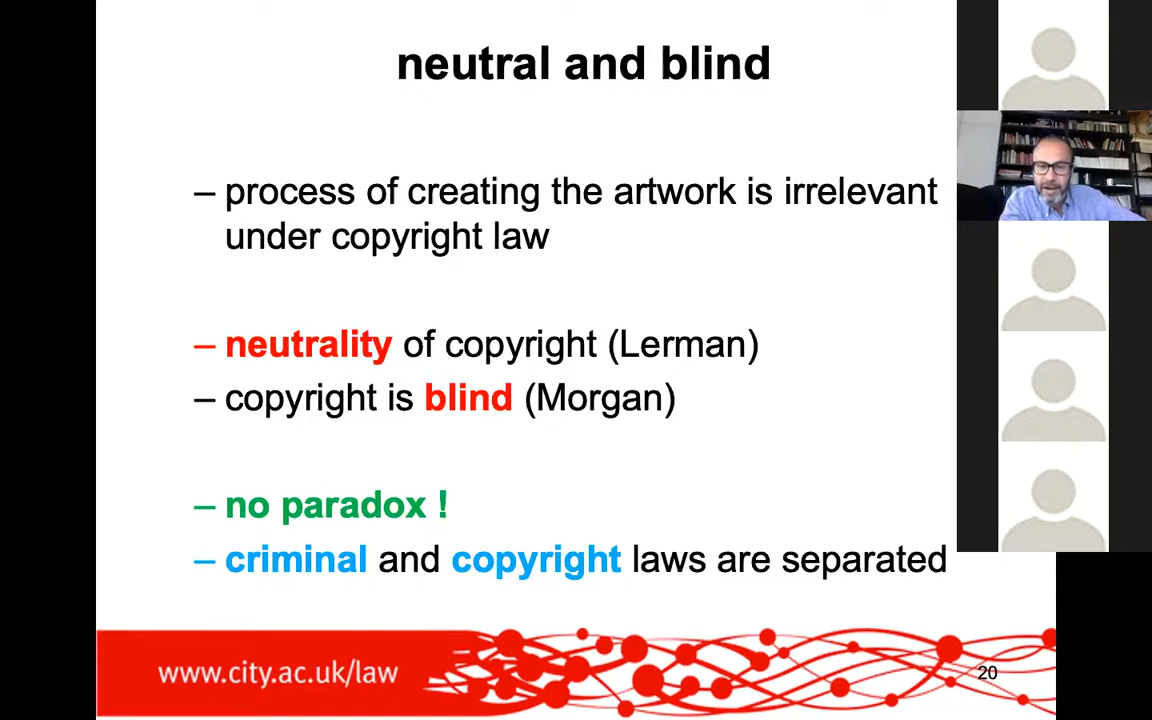 neutral and blind
– process of creating the artwork is irrelevant
under copyright law
– neutrality of copyright (Lerman)
– copyright is blind (Morgan)
– no paradox !
– criminal and copyright laws are separated
www.city.ac.uk/law
20